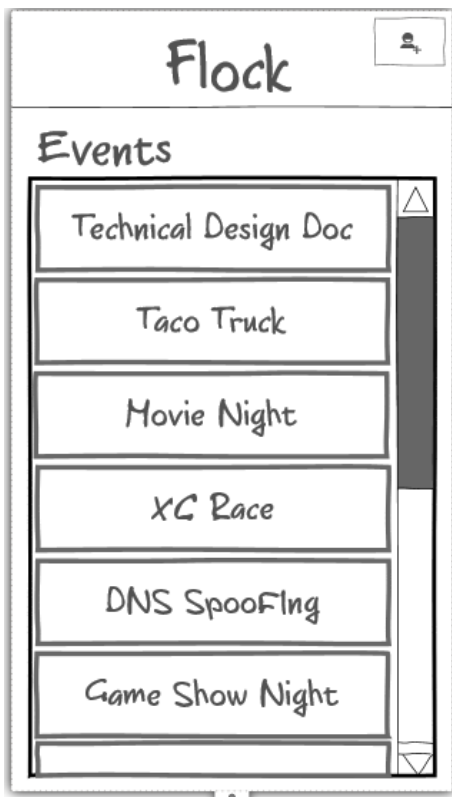 Flock
Events
Technical Design Doc
Taco Truck
Movie Night
XC Race
DNS SpooFIng
Game Show Night